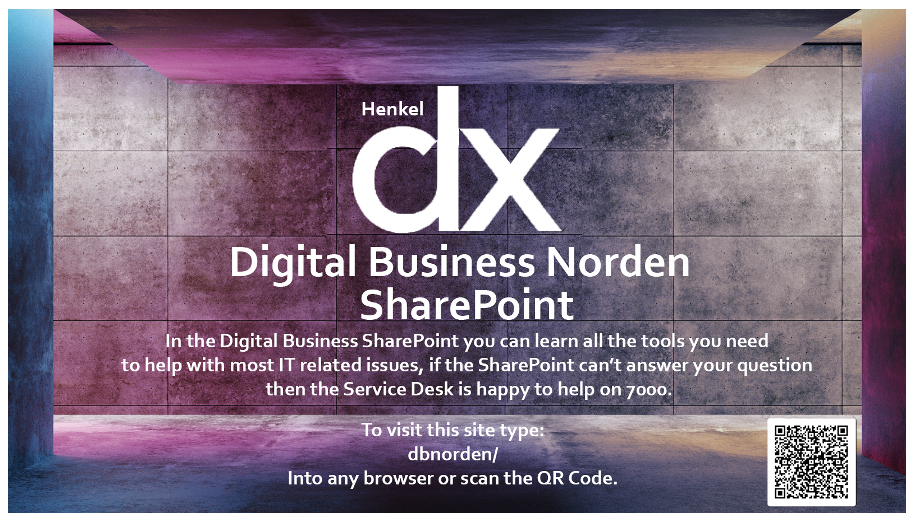 Henkel
dx
Digital Business Norden
SharePoint
In the Digital Business SharePoint you can learn all the tools you need
to help with most IT related issues, if the SharePoint can't answer your question
then the Service Desk is happy to help on 7000.
To visit this site type:
dbnorden/
Into any browser or scan the QR Code.